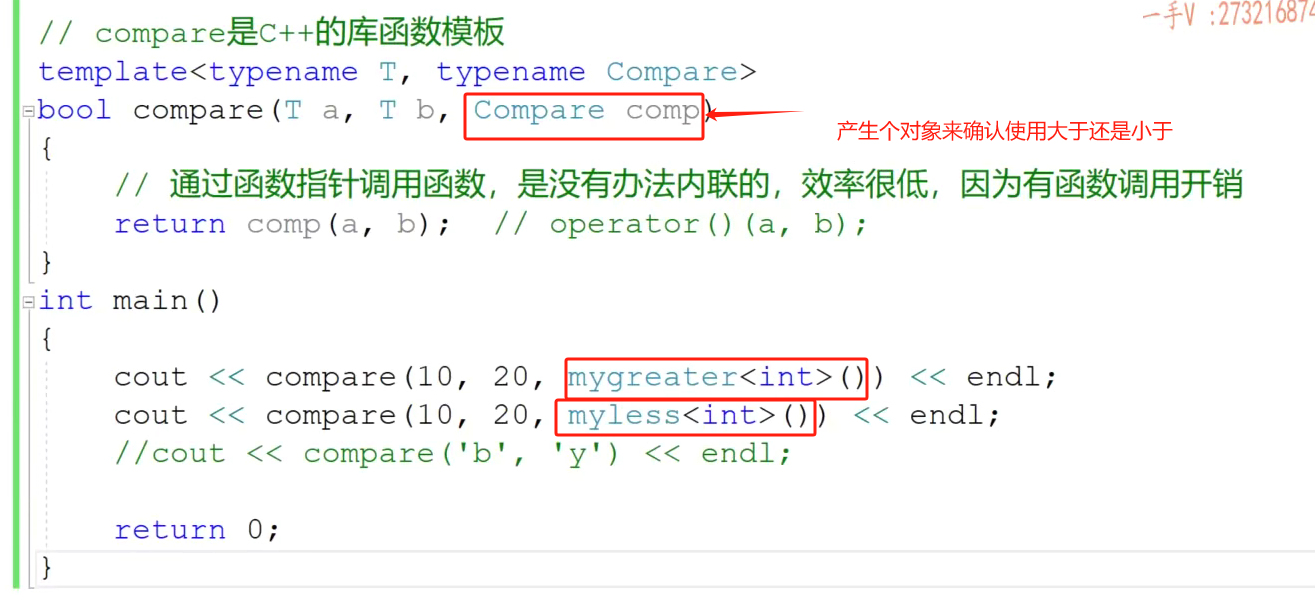 一手V :273216874
// compare是C++的库函数模板
template<typename T, typename Compare>
bool compare(T a, T b, Compare comp)
产生个对象来确认使用大于还是小于
{
// 通过函数指针调用函数，是没有办法内联的，效率很低，因为有函数调用开销
return comp(a, b); // operator()(a, b);
}
int main()
{
cout << compare(10, 20, mygreater<int>()) << endl;
cout << compare(10, 20, myless<int>()) << endl;
//cout << compare('b', 'y') << endl;
return 0;
}